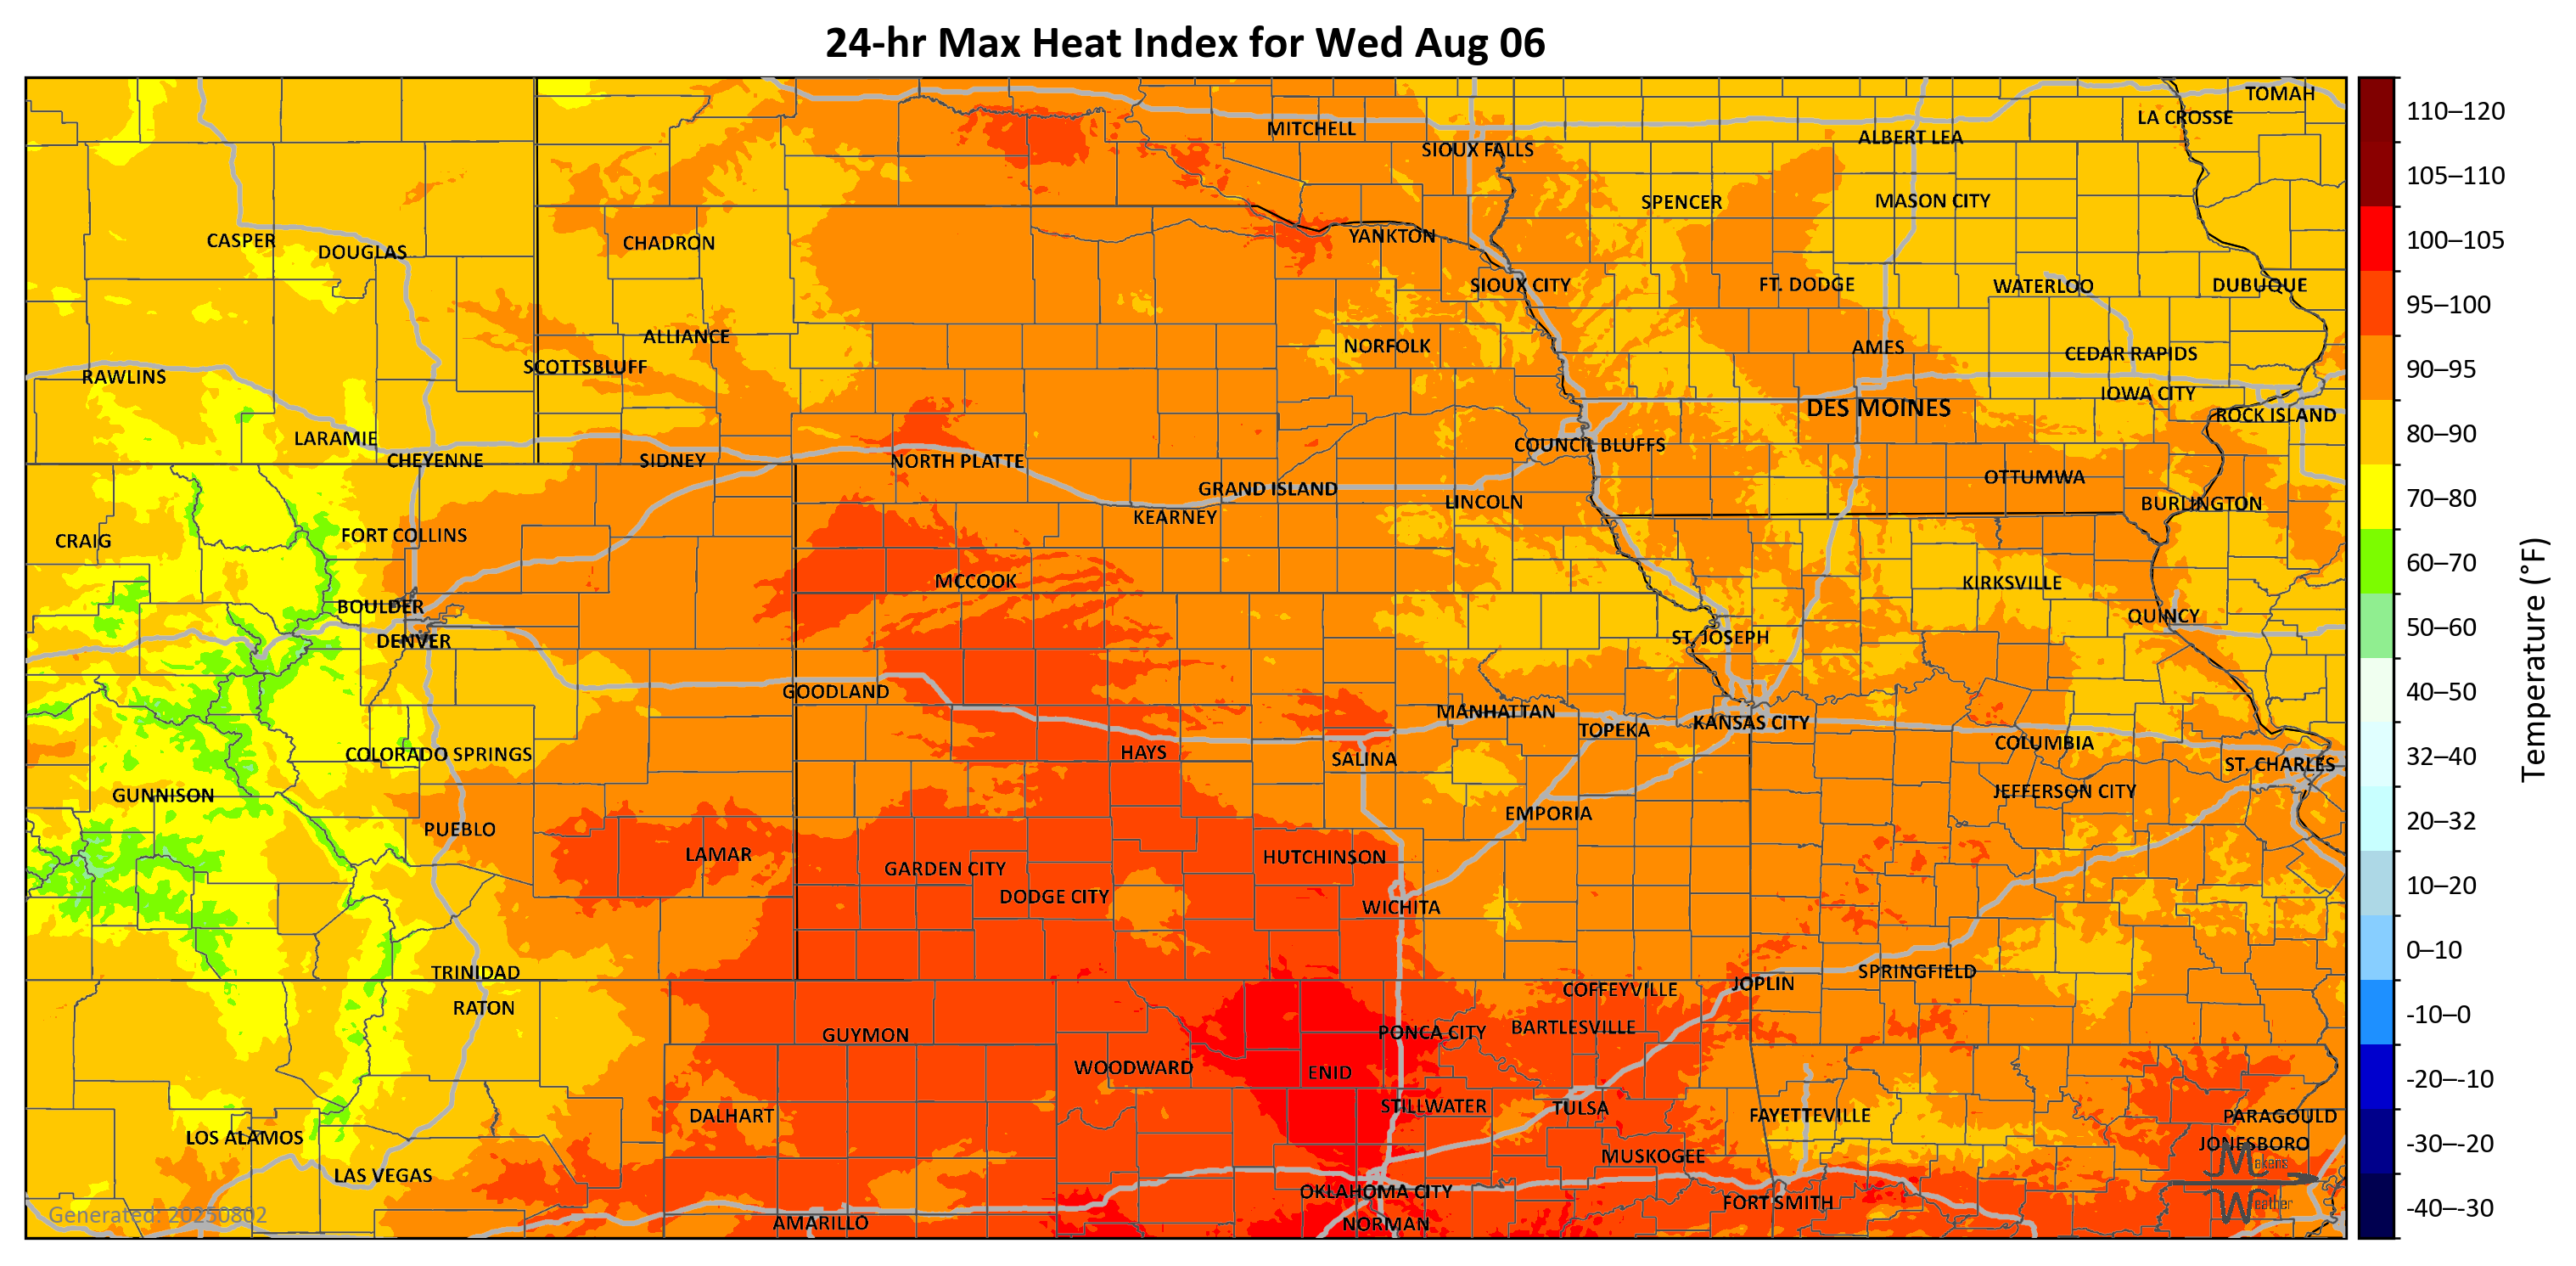 24-hr Max Heat Index for Wed Aug 06
TOMAH
LA CROSSE
MITCHELL
ALBERT LEA
SIOUX FALLS
SPENCER
MASON CITY
CASPER
DOUGLAS
CHADRON
YANKTON
SIOUX CITY
FT. DODGE
WATERLOO
DUBUQUE
ALLIANCE
NORFOLK
AMES
CEDAR RAPIDS
SCOTTSBLUFF
RAWLINS
IOWA CITY
DES MOINES
ROCK ISLAND
LARAMIE
COUNCIL BLUFFS
CHEYENNE
SIDNEY
NORTH PLATTE
OTTUMWA
GRAND ISLAND
LINCOLN
BURLINGTON
KEARNEY
FORT COLLINS
CRAIG
MCCOOK
KIRKSVILLE
BOULDER
QUINCY
ST. JOSEPH
DENVER
GOODLAND
MANHATTAN
KANSAS CITY
TOPEKA
COLUMBIA
HAYS
COLORADO SPRINGS
SALINA
ST. CHARLES
GUNNISON
JEFFERSON CITY
EMPORIA
PUEBLO
LAMAR
HUTCHINSON
GARDEN CITY
DODGE CITY
WICHITA
TRINIDAD
SPRINGFIELD
JOPLIN
COFFEYVILLE
RATON
GUYMON
PONCA CITY
BARTLESVILLE
WOODWARD
ENID
STILLWATER
TULSA
DALHART
FAYETTEVILLE
PARAGOULD
LOS ALAMOS
JONESBORO
MUSKOGEE
LAS VEGAS
OKLAHOMA CITY
FORT SMITH
AMARILLO
NORMAN
Generated: 20250802
Makens
Weather
110–120
105–110
100–105
95–100
90–95
80–90
70–80
60–70
50–60
40–50
32–40
20–32
10–20
0–10
-10–0
-20–-10
-30–-20
-40–-30
Temperature (°F)